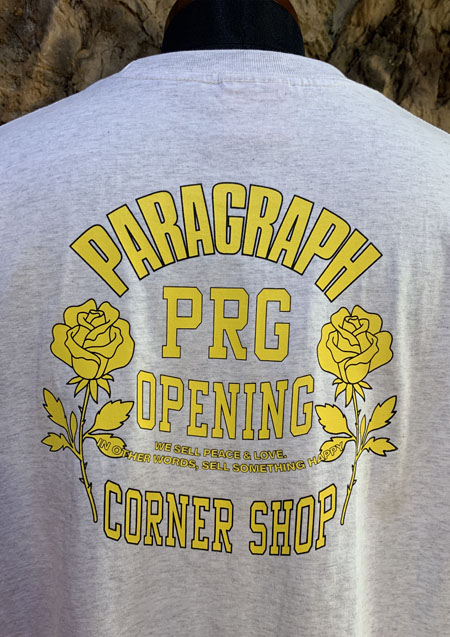 PARAGRAPH
PRG
OPENING
WE SELL PEACE & LOVE.
IN OTHER WORDS, SELL SOMETHING HAPPY
CORNER SHOP